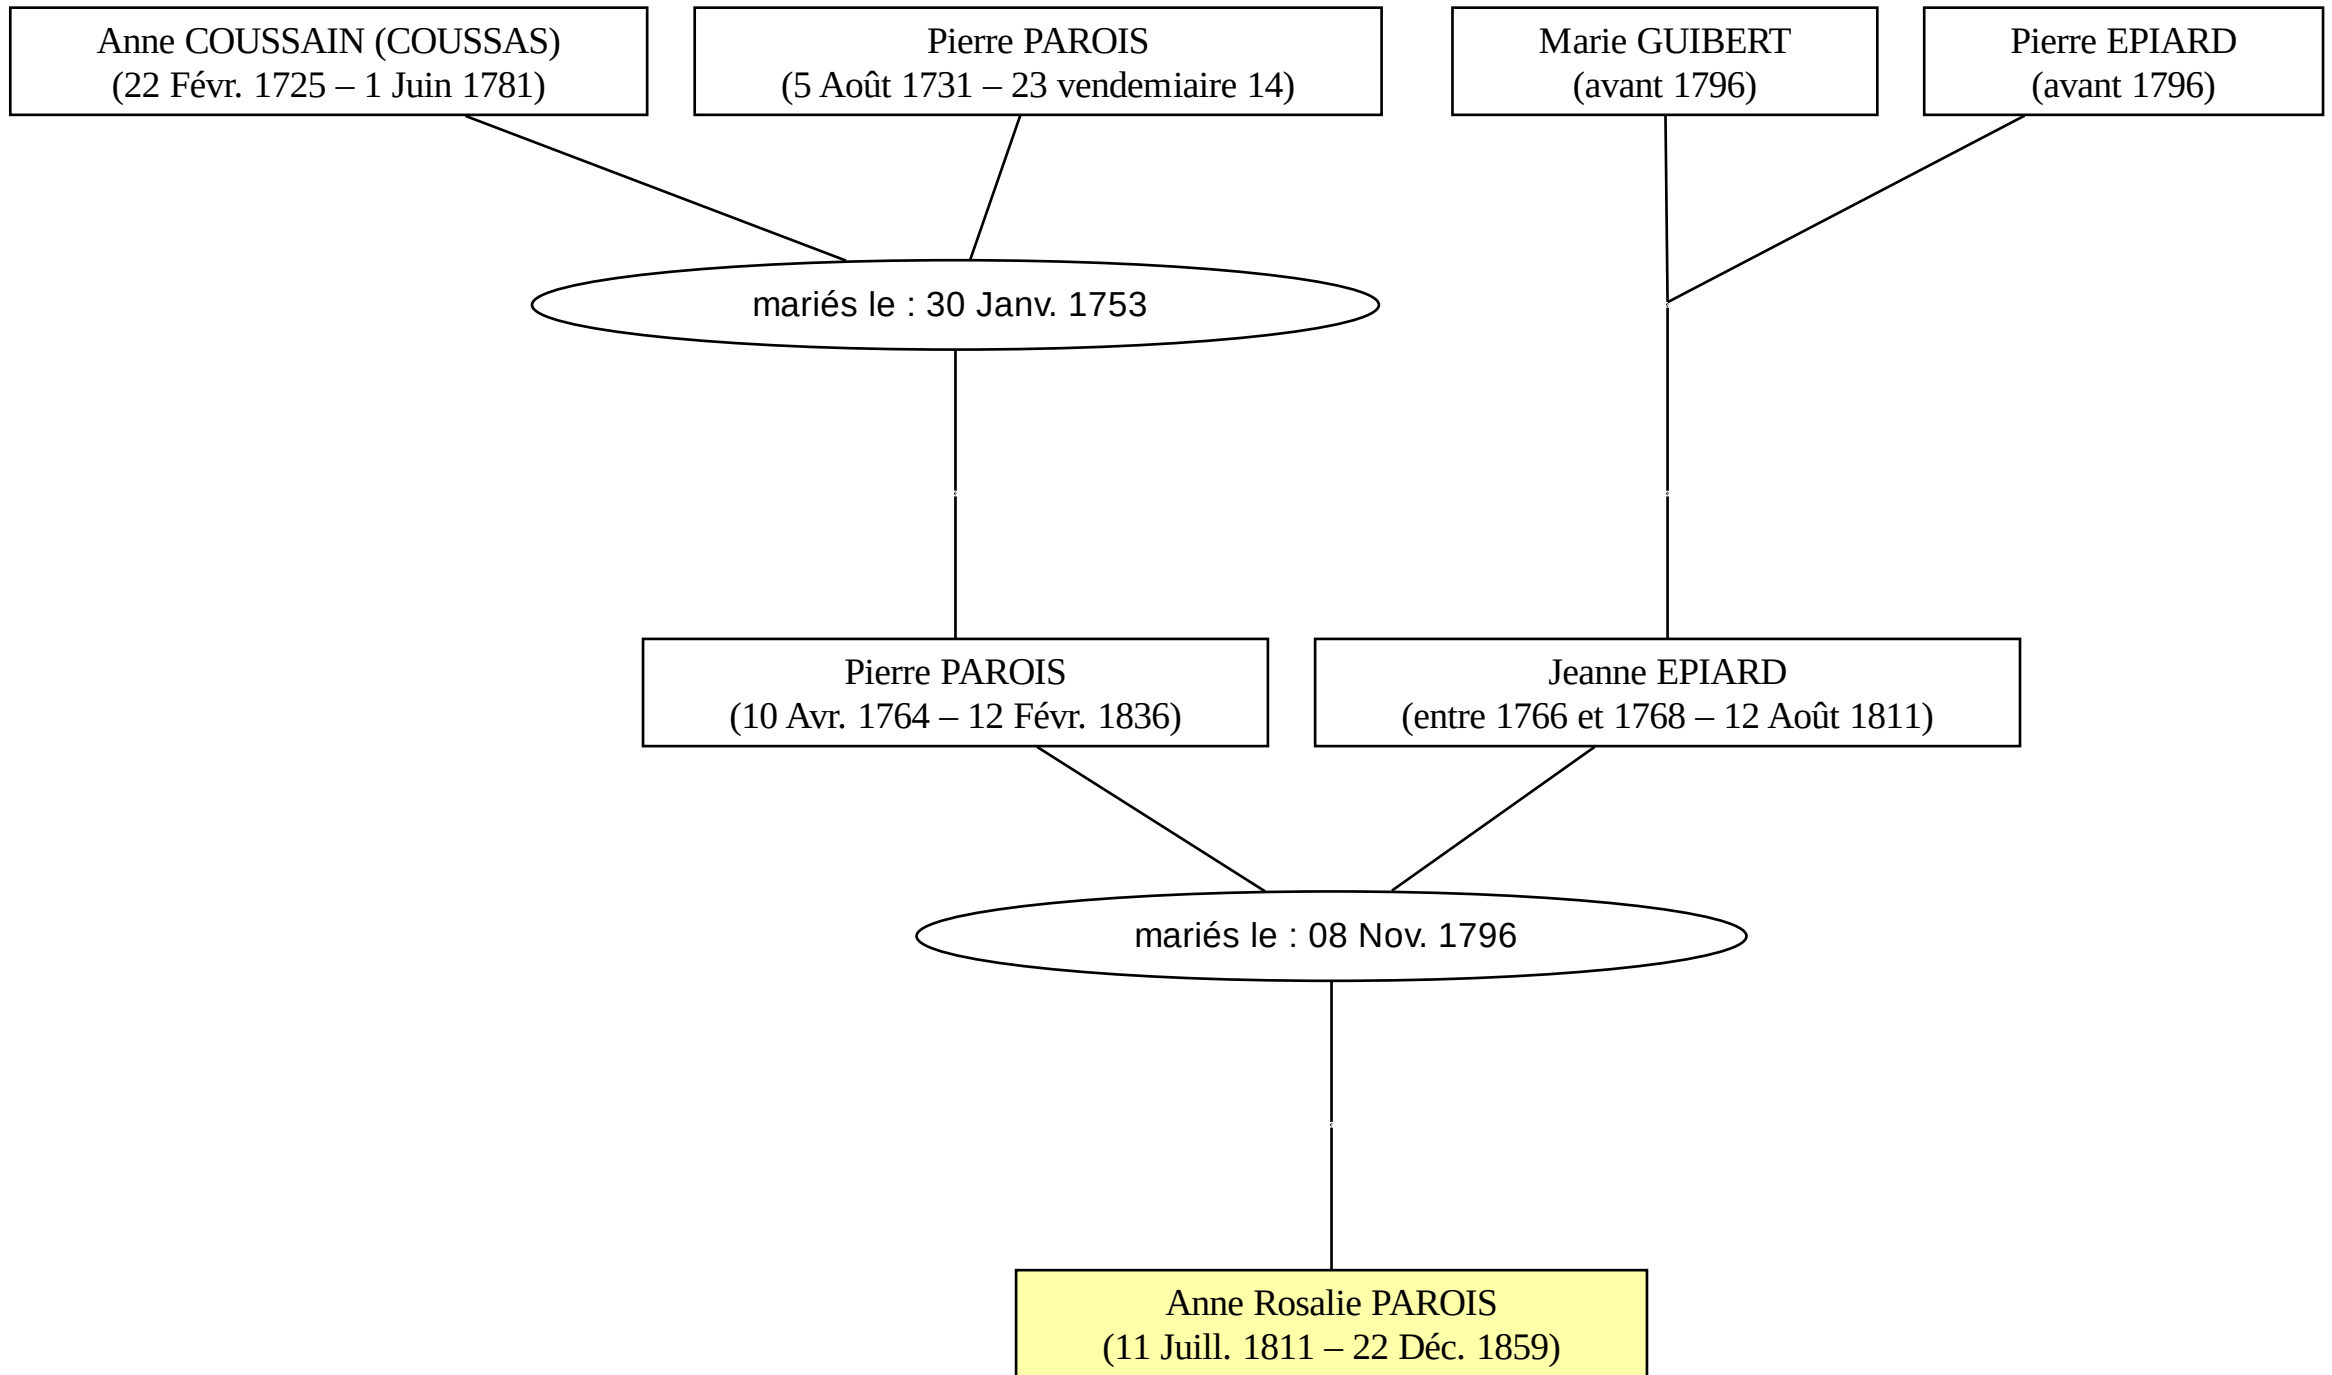 Anne COUSSAIN (COUSSAS)
(22 Févr. 1725 – 1 Juin 1781)
Pierre PAROIS
(5 Août 1731 – 23 vendemiaire 14)
Marie GUIBERT
(avant 1796)
Pierre EPIARD
(avant 1796)
mariés le : 30 Janv. 1753
Pierre PAROIS
(10 Avr. 1764 – 12 Févr. 1836)
Jeanne EPIARD
(entre 1766 et 1768 – 12 Août 1811)
mariés le : 08 Nov. 1796
Anne Rosalie PAROIS
(11 Juill. 1811 – 22 Déc. 1859)